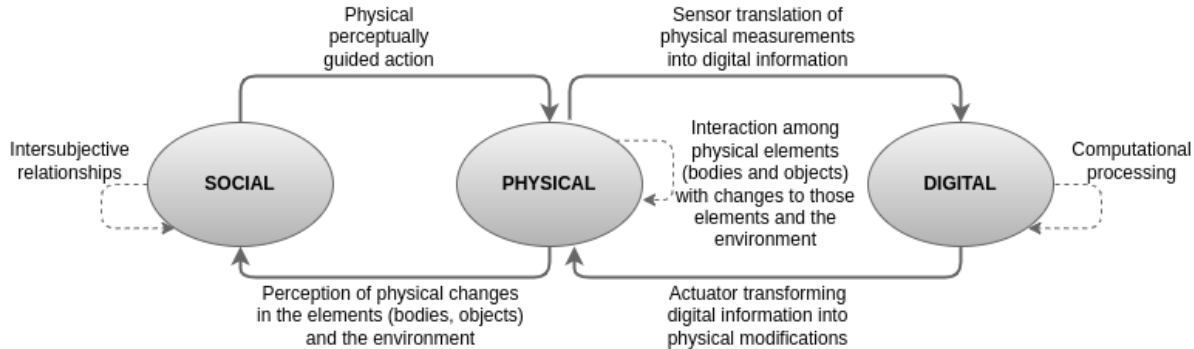 Physical
perceptually
guided action
Sensor translation of
physical measurements
into digital information
Intersubjective
relationships
SOCIAL
PHYSICAL
Interaction among
physical elements
(bodies and objects)
with changes to those
elements and the
environment
DIGITAL
Computational
processing
Perception of physical changes
in the elements (bodies, objects)
and the environment
Actuator transforming
digital information into
physical modifications